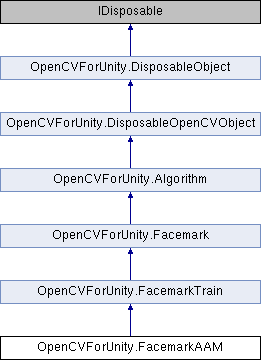 IDisposable
OpenCVForUnity.DisposableObject
OpenCVForUnity.DisposableOpenCVObject
OpenCVForUnity.Algorithm
OpenCVForUnity.Facemark
OpenCVForUnity.FacemarkTrain
OpenCVForUnity.FacemarkAAM